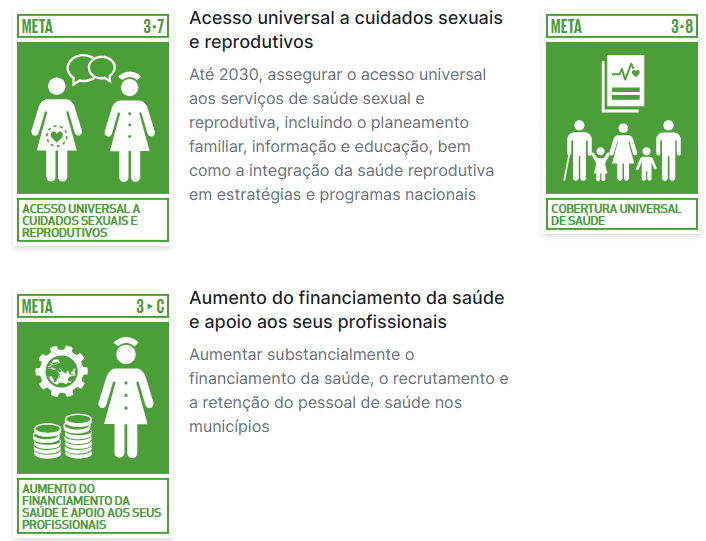 META 3·7
ACESSO UNIVERSAL A
CUIDADOS SEXUAIS E
REPRODUTIVOS
Acesso universal a cuidados sexuais
e reprodutivos
Até 2030, assegurar o acesso universal
aos serviços de saúde sexual e
reprodutiva, incluindo o planeamento
familiar, informação e educação, bem
como a integração da saúde reprodutiva
em estratégias e programas nacionais
META 3·8
COBERTURA UNIVERSAL
DE SAÚDE
META 3▸C
AUMENTO DO
FINANCIAMENTO DA
SAÚDE E APOIO AOS SEUS
PROFISSIONAIS
Aumento do financiamento da saúde
e apoio aos seus profissionais
Aumentar substancialmente o
financiamento da saúde, o recrutamento e
a retenção do pessoal de saúde nos
municípios